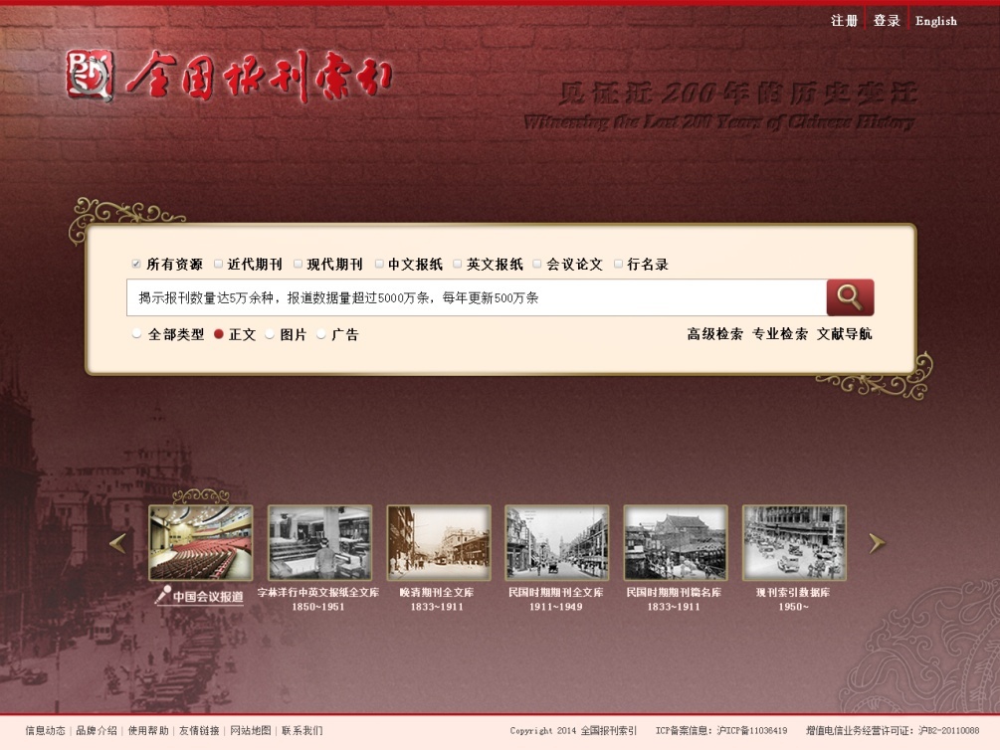 注册 登录 English
全国报刊索引
见证近200年的历史变迁
Witnessing the Last 200 Years of Chinese History
所有资源 近代期刊 现代期刊 中文报纸 英文报纸 会议论文 行名录
揭示报刊数量达5万余种，报道数据量超过5000万条，每年更新500万条
全部类型 正文 图片 广告 高级检索 专业检索 文献导航
中国会议报道 字林洋行中英文报纸全文库 晚清期刊全文库 民国时期期刊全文库 民国时期期刊篇名库 现刊索引数据库
1850~1951 1833~1911 1911~1949 1833~1911 1950~
信息动态 | 品牌介绍 | 使用帮助 | 友情链接 | 网站地图 | 联系我们 Copyright 2014 全国报刊索引 ICP备案信息：沪ICP备11036419 增值电信业务经营许可证：沪B2-20110088